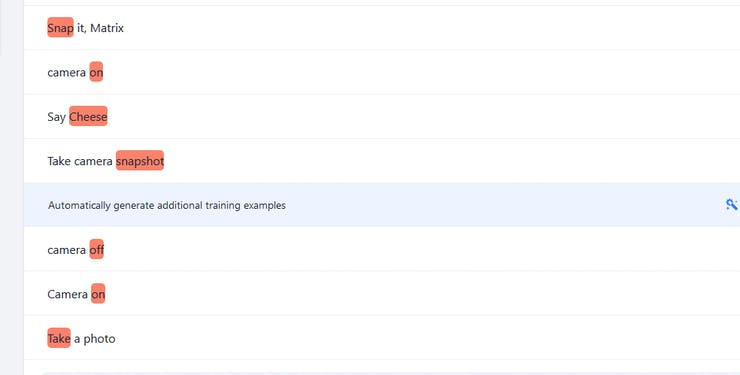 Snap it, Matrix
camera on
Say Cheese
Take camera snapshot
Automatically generate additional training examples
camera off
Camera on
Take a photo